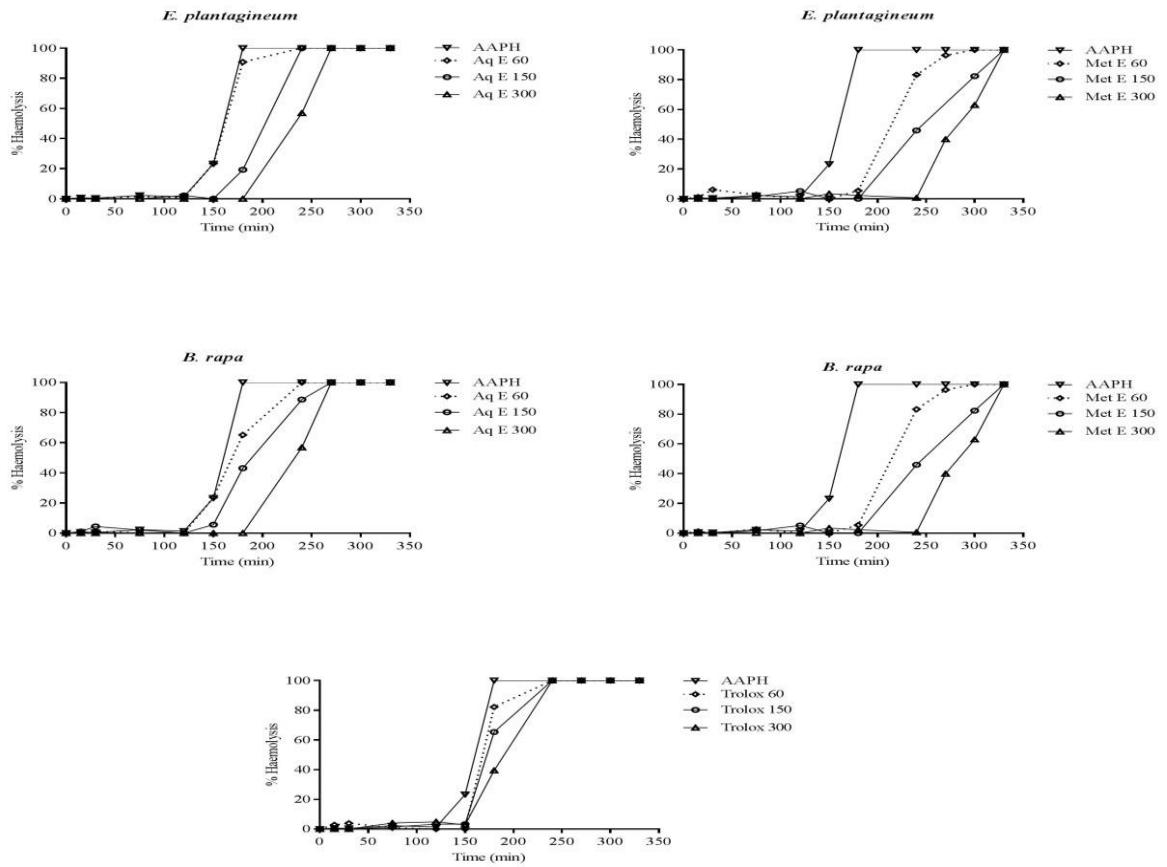 E. plantagineum
% Haemolysis
100
80
60
40
20
0
0 50 100 150 200 250 300 350
Time (min)
AAPH
Aq E 60
Aq E 150
Aq E 300
E. plantagineum
% Haemolysis
100
80
60
40
20
0
0 50 100 150 200 250 300 350
Time (min)
AAPH
Met E 60
Met E 150
Met E 300
B. rapa
% Haemolysis
100
80
60
40
20
0
0 50 100 150 200 250 300 350
Time (min)
AAPH
Aq E 60
Aq E 150
Aq E 300
B. rapa
% Haemolysis
100
80
60
40
20
0
0 50 100 150 200 250 300 350
Time (min)
AAPH
Met E 60
Met E 150
Met E 300
% Haemolysis
100
80
60
40
20
0
0 50 100 150 200 250 300 350
Time (min)
AAPH
Trolox 60
Trolox 150
Trolox 300